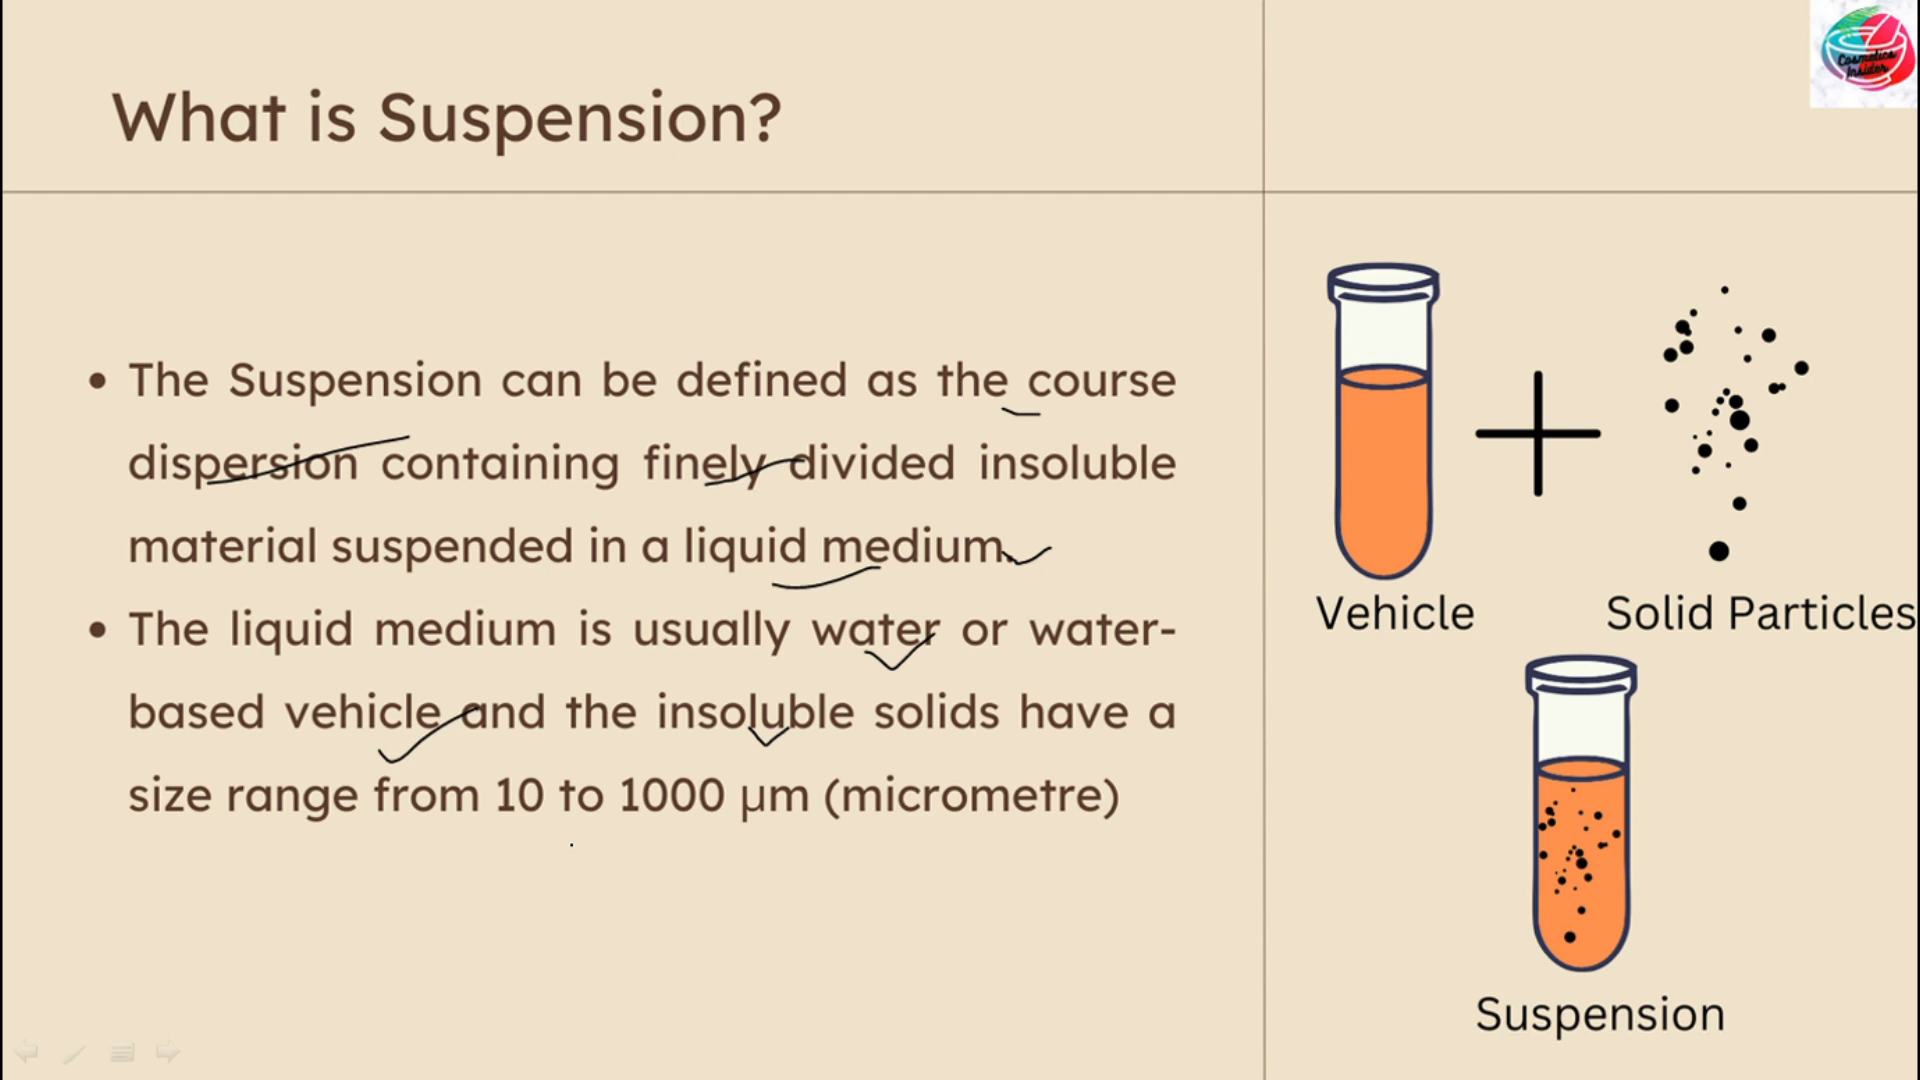 What is Suspension?
Cosmetics
Insider
• The Suspension can be defined as the course
dispersion containing finely divided insoluble
material suspended in a liquid medium.
• The liquid medium is usually water or water-
based vehicle and the insoluble solids have a
size range from 10 to 1000 µm (micrometre)
Vehicle
Solid Particles
Suspension